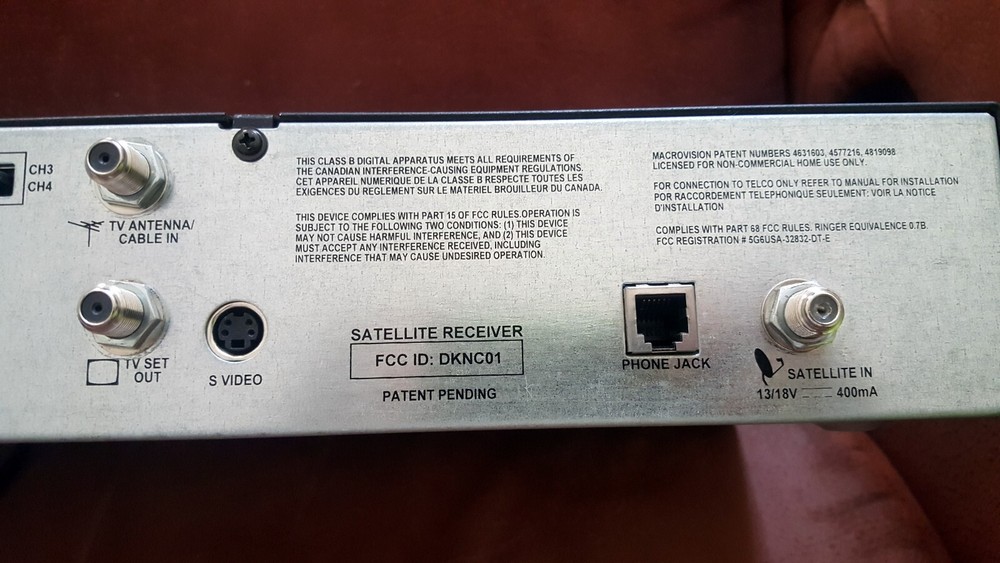 CH3
CH4
TV ANTENNA/
CABLE IN
THIS CLASS B DIGITAL APPARATUS MEETS ALL REQUIREMENTS OF
THE CANADIAN INTERFERENCE-CAUSING EQUIPMENT REGULATIONS.
CET APPAREIL NUMERIQUE DE LA CLASSE B RESPECTE TOUTES LES
EXIGENCES DU REGLEMENT SUR LE MATERIEL BROUILLEUR DU CANADA.
THIS DEVICE COMPLIES WITH PART 15 OF FCC RULES.OPERATION IS
SUBJECT TO THE FOLLOWING TWO CONDITIONS: (1) THIS DEVICE
MAY NOT CAUSE HARMFUL INTERFERENCE, AND (2) THIS DEVICE
MUST ACCEPT ANY INTERFERENCE RECEIVED, INCLUDING
INTERFERENCE THAT MAY CAUSE UNDESIRED OPERATION.
MACROVISION PATENT NUMBERS 4631603, 4577216, 4819098
LICENSED FOR NON-COMMERCIAL HOME USE ONLY.
FOR CONNECTION TO TELCO ONLY REFER TO MANUAL FOR INSTALLATION
POR RACCORDEMENT TELEPHONIQUE SEULEMENT; VOIR LA NOTICE
D'INSTALLATION
COMPLIES WITH PART 68 FCC RULES. RINGER EQUIVALENCE 0.7B.
FCC REGISTRATION # 5G6USA-32832-DT-E
TV SET
OUT
S VIDEO
SATELLITE RECEIVER
FCC ID: DKNC01
PATENT PENDING
PHONE JACK
SATELLITE IN
13/18V 400mA